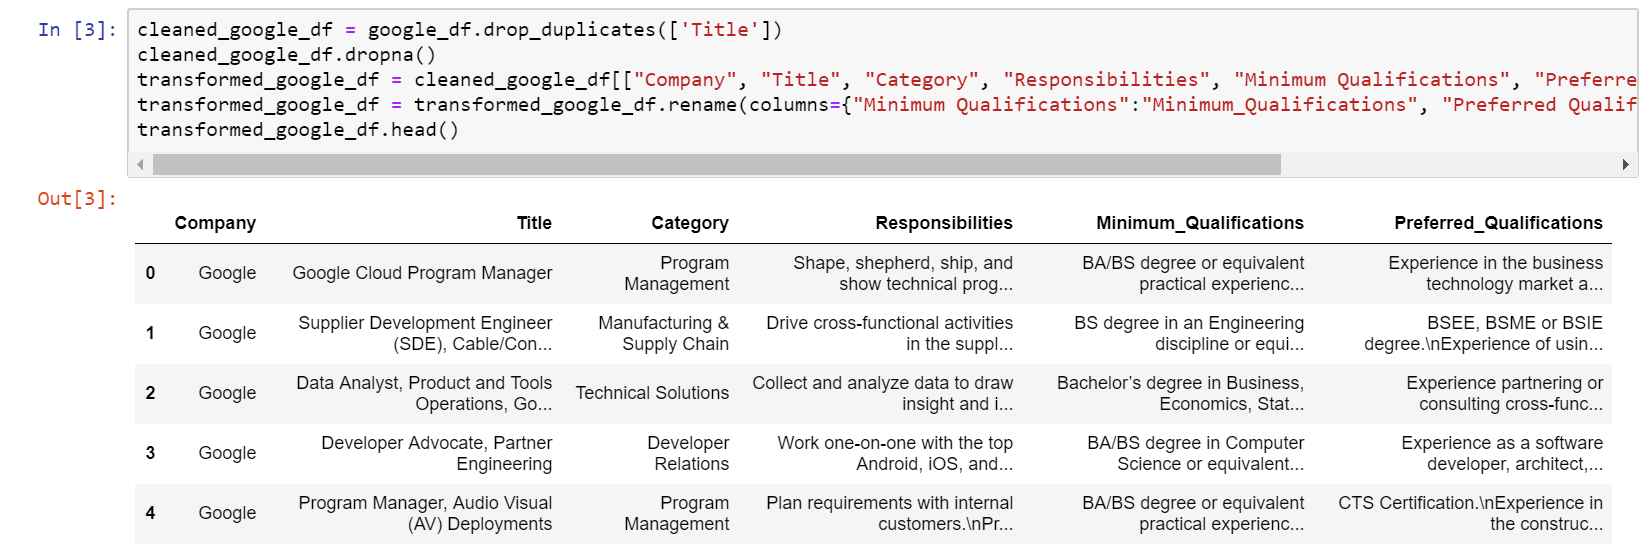 In [3]:
cleaned_google_df = google_df.drop_duplicates(['Title'])
cleaned_google_df.dropna()
transformed_google_df = cleaned_google_df[["Company", "Title", "Category", "Responsibilities", "Minimum Qualifications", "Preferre
transformed_google_df = transformed_google_df.rename(columns={"Minimum Qualifications":"Minimum_Qualifications", "Preferred Qualif
transformed_google_df.head()
Out[3]:
Company Title Category Responsibilities Minimum_Qualifications Preferred_Qualifications
0 Google Google Cloud Program Manager Program Management Shape, shepherd, ship, and show technical prog... BA/BS degree or equivalent practical experienc... Experience in the business technology market a...
1 Google Supplier Development Engineer (SDE), Cable/Con... Manufacturing & Supply Chain Drive cross-functional activities in the suppl... BS degree in an Engineering discipline or equi... BSEE, BSME or BSIE degree.\nExperience of usin...
2 Google Data Analyst, Product and Tools Operations, Go... Technical Solutions Collect and analyze data to draw insight and i... Bachelor’s degree in Business, Economics, Stat... Experience partnering or consulting cross-func...
3 Google Developer Advocate, Partner Engineering Developer Relations Work one-on-one with the top Android, iOS, and... BA/BS degree in Computer Science or equivalent... Experience as a software developer, architect,...
4 Google Program Manager, Audio Visual (AV) Deployments Program Management Plan requirements with internal customers.\nPr... BA/BS degree or equivalent practical experienc... CTS Certification.\nExperience in the construc...